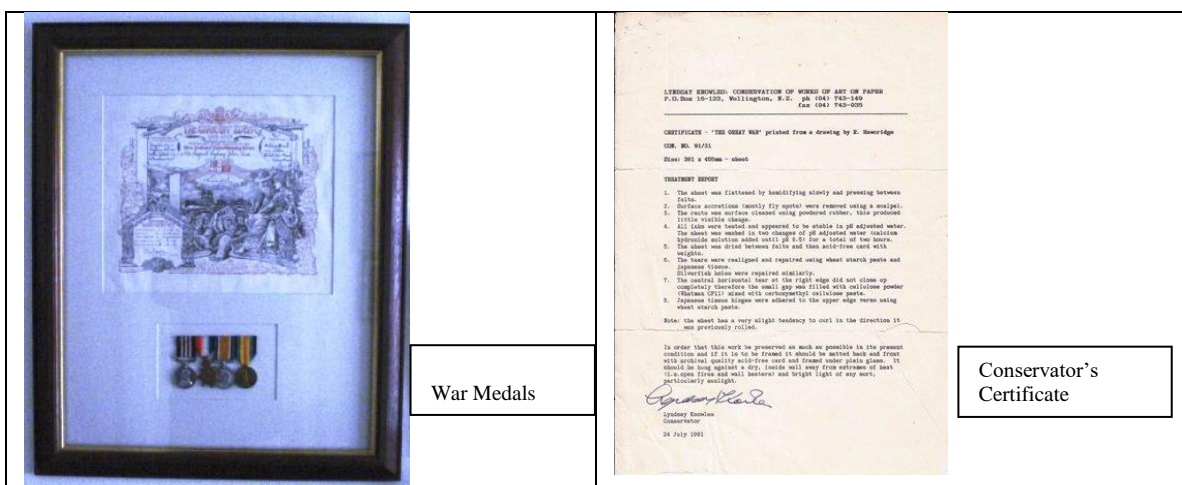 THE GREAT WAR
War Medals
LYNDSAY KNOWLES: CONSERVATION OF WORKS OF ART ON PAPER
P.O.Box 16-123, Wellington, N.Z. ph (04) 743-149
fax (04) 743-035
CERTIFICATE - 'THE GREAT WAR' printed from a drawing by E. Haworidge
CON. NO. 91/31
Size: 381 x 455mm - sheet
TREATMENT REPORT
1. The sheet was flattened by humidifying slowly and pressing between
felts.
2. Surface accretions (mostly fly spots) were removed using a scalpel.
3. The recto was surface cleaned using powdered rubber, this produced
little visible change.
4. All inks were tested and appeared to be stable in pH adjusted water.
The sheet was washed in two changes of pH adjusted water (calcium
hydroxide solution added until pH 8.5) for a total of two hours.
5. The sheet was dried between felts and then acid-free card with
weights.
6. The tears were realigned and repaired using wheat starch paste and
japanese tissue.
Silverfish holes were repaired similarly.
7. The central horizontal tear at the right edge did not close up
completely therefore the small gap was filled with cellulose powder
(Whatman CF11) mixed with carboxymethyl cellulose paste.
8. Japanese tissue hinges were adhered to the upper edge verso using
wheat starch paste.
Note: the sheet has a very slight tendency to curl in the direction it
was previously rolled.
In order that this work be preserved as much as possible in its present
condition and if it is to be framed it should be matted back and front
with archival quality acid-free card and framed under plain glass. It
should be hung against a dry, inside wall away from extremes of heat
(i.e. open fires and wall heaters) and bright light of any sort,
particularly sunlight.
Lyndsay Knowles
Lyndsay Knowles
Conservator
24 July 1991
Conservator's
Certificate